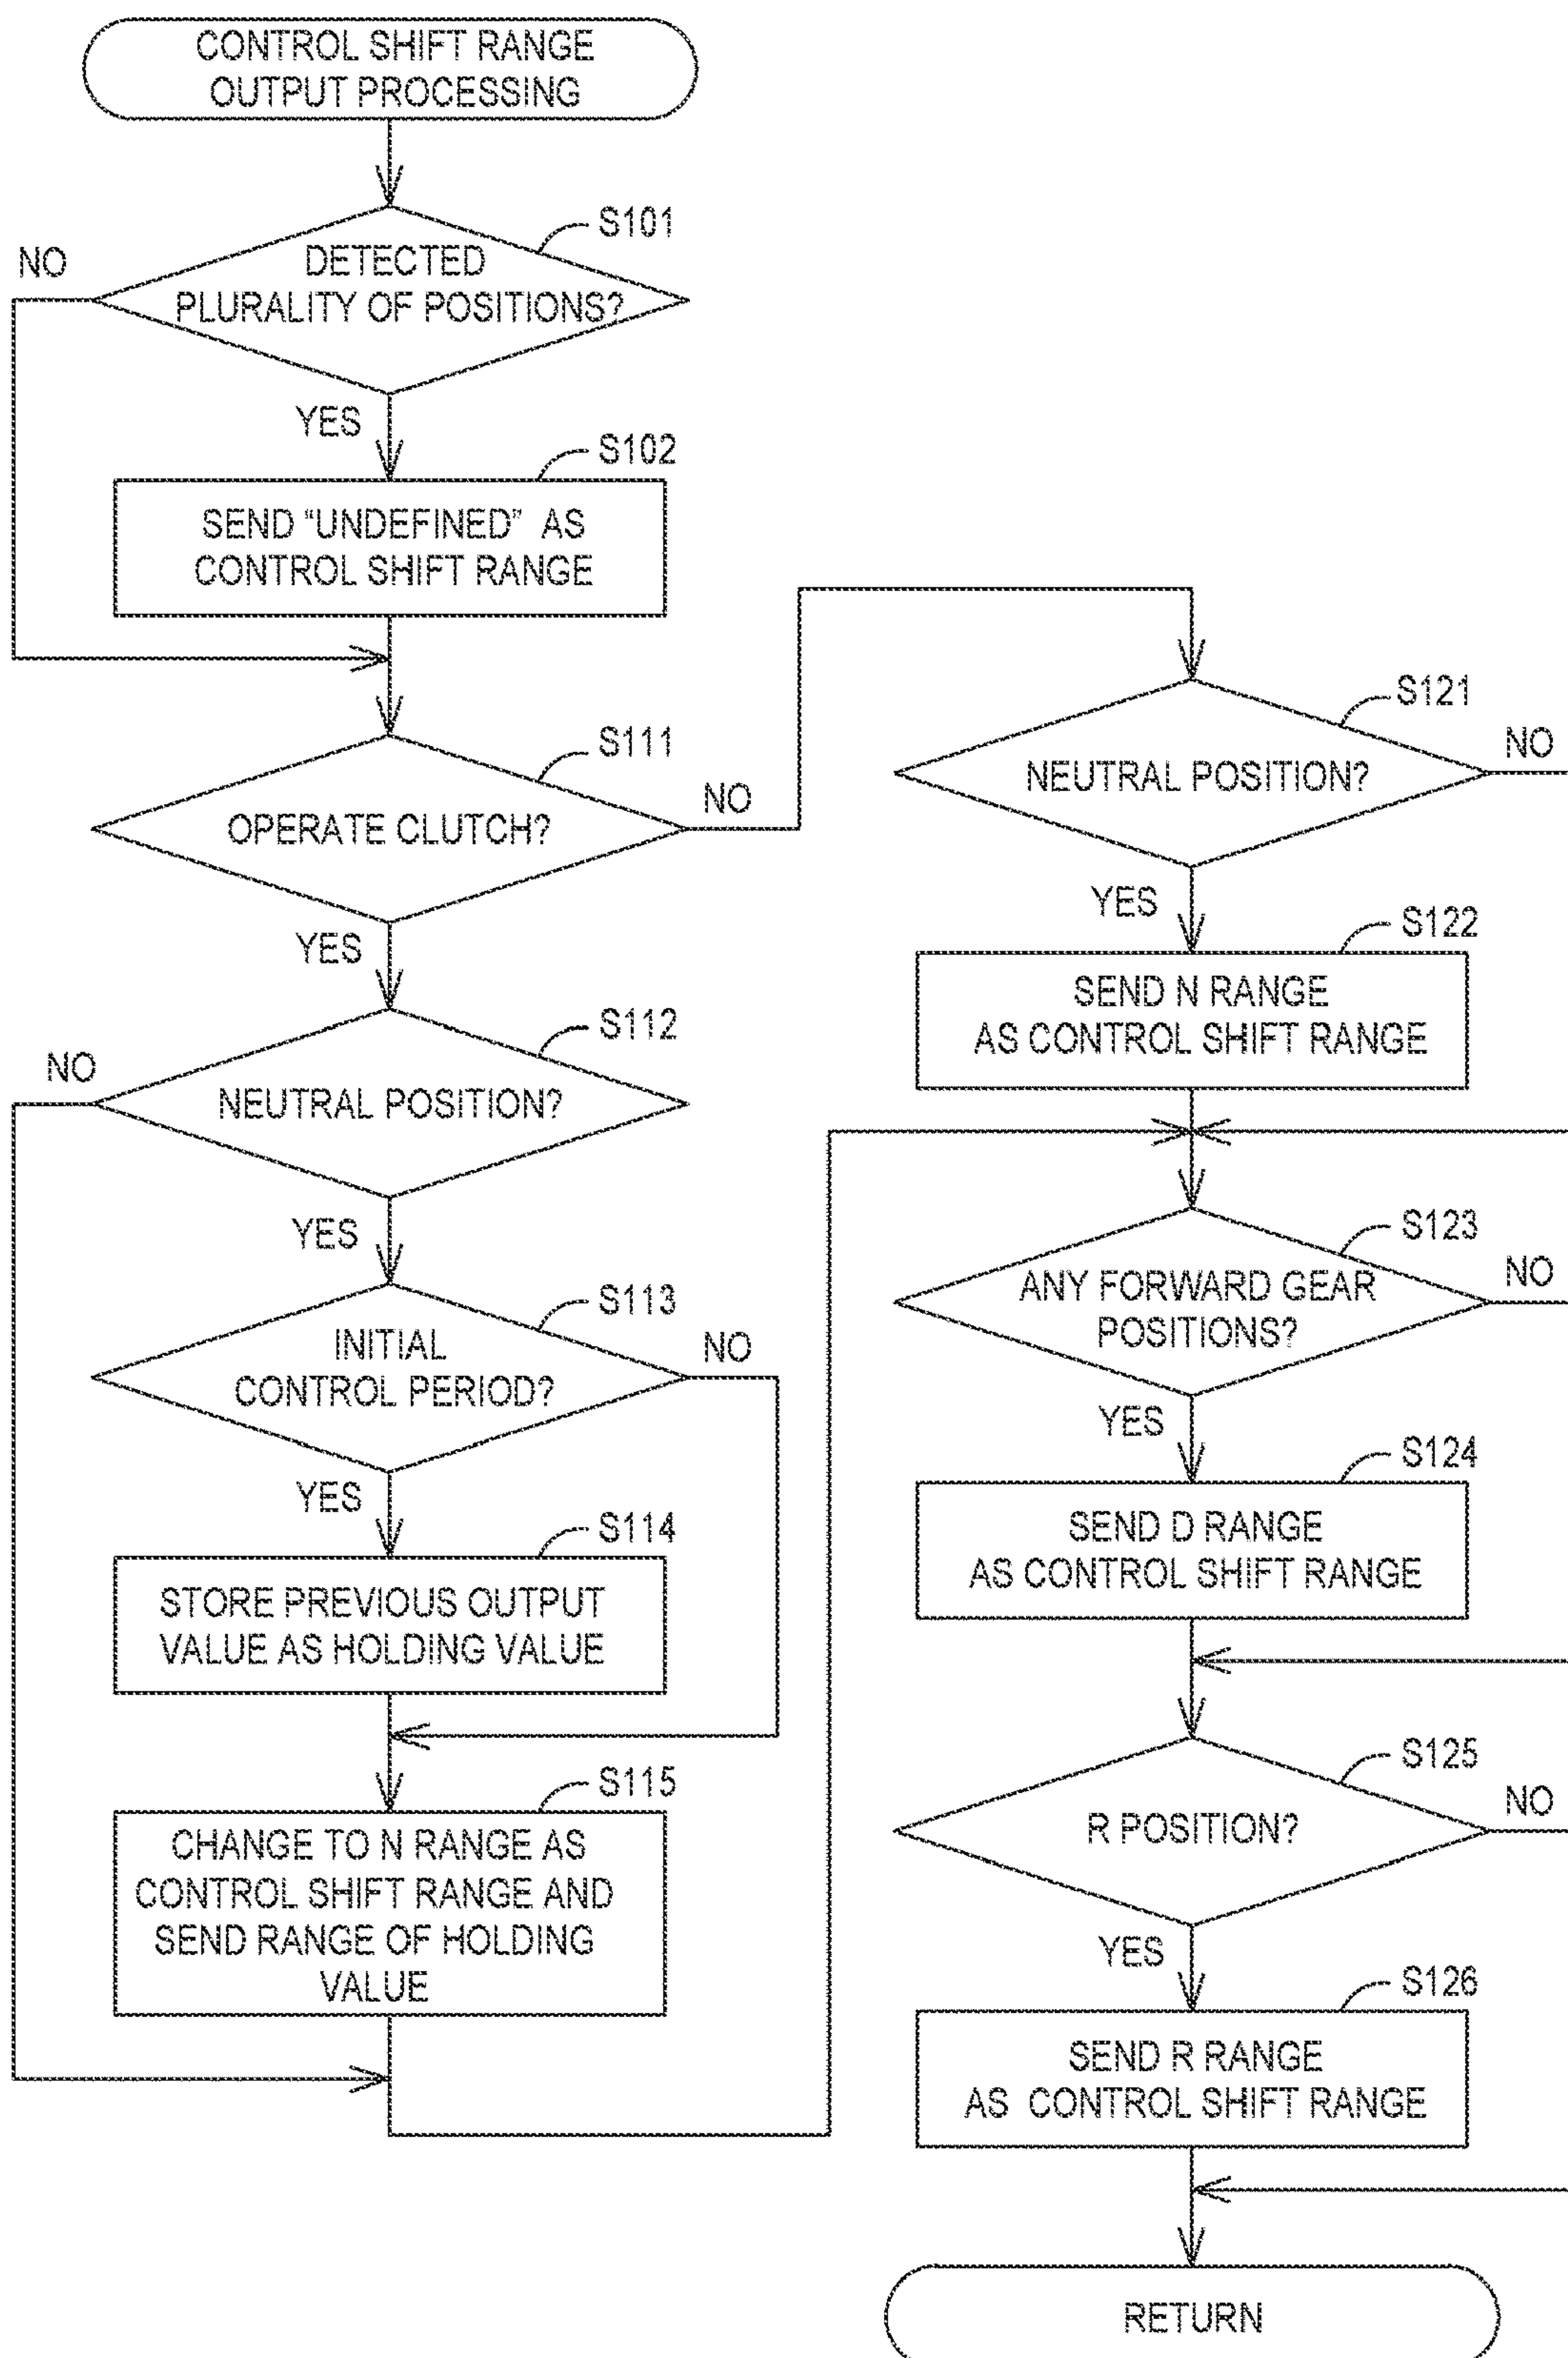 CONTROL SHIFT RANGE
OUTPUT PROCESSING
S101
NO
DETECTED
PLURALITY OF POSITIONS?
YES
S102
SEND “UNDEFINED” AS
CONTROL SHIFT RANGE
S111
OPERATE CLUTCH?
NO
YES
S112
NO
NEUTRAL POSITION?
YES
S113
INITIAL
CONTROL PERIOD?
NO
YES
S114
STORE PREVIOUS OUTPUT
VALUE AS HOLDING VALUE
S115
CHANGE TO N RANGE AS
CONTROL SHIFT RANGE AND
SEND RANGE OF HOLDING
VALUE
S121
NEUTRAL POSITION?
NO
YES
S122
SEND N RANGE
AS CONTROL SHIFT RANGE
S123
ANY FORWARD GEAR
POSITIONS?
NO
YES
S124
SEND D RANGE
AS CONTROL SHIFT RANGE
S125
R POSITION?
NO
YES
S126
SEND R RANGE
AS CONTROL SHIFT RANGE
RETURN